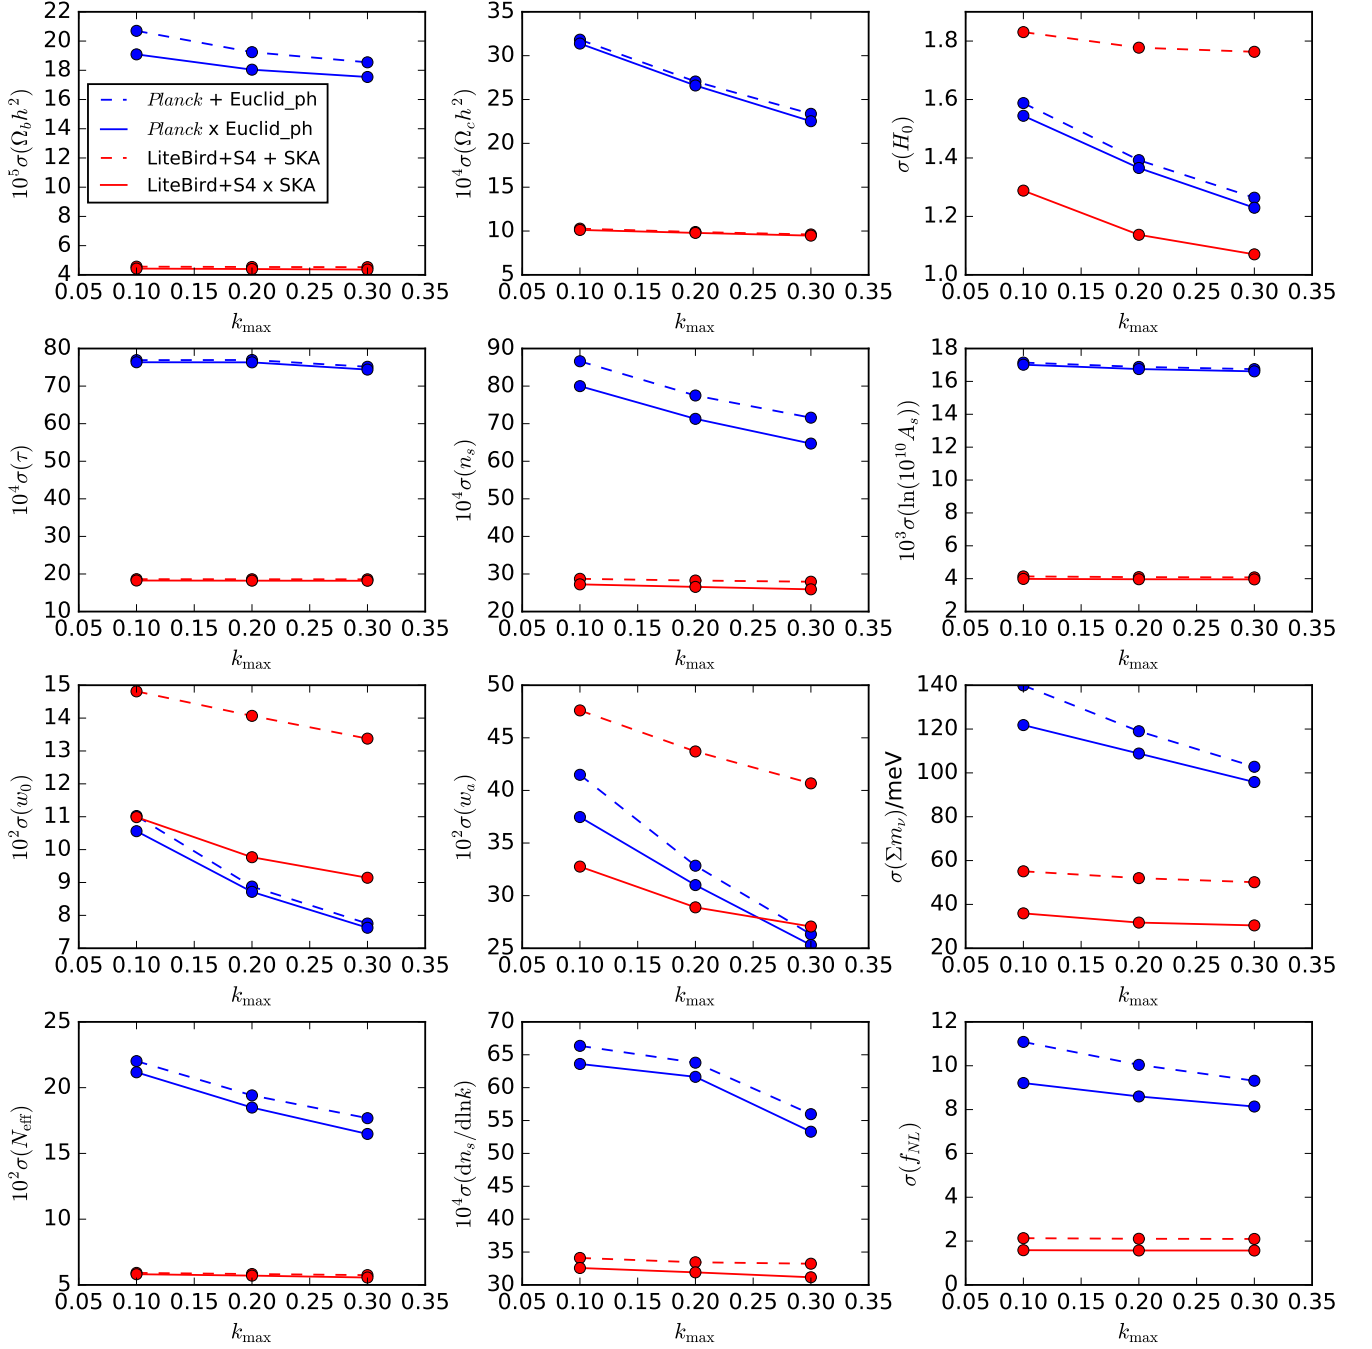 22
20
18
16
14
12
10
8
6
4
0.05 0.10 0.15 0.20 0.25 0.30 0.35
k_max
10^5 σ(Ω_b h^2)
Planck + Euclid_ph
Planck x Euclid_ph
LiteBird+S4 + SKA
LiteBird+S4 x SKA
35
30
25
20
15
10
5
0.05 0.10 0.15 0.20 0.25 0.30 0.35
k_max
10^4 σ(Ω_c h^2)
1.8
1.6
1.4
1.2
1.0
0.05 0.10 0.15 0.20 0.25 0.30 0.35
k_max
σ(H_0)
80
70
60
50
40
30
20
10
0.05 0.10 0.15 0.20 0.25 0.30 0.35
k_max
10^4 σ(τ)
90
80
70
60
50
40
30
20
0.05 0.10 0.15 0.20 0.25 0.30 0.35
k_max
10^4 σ(n_s)
18
16
14
12
10
8
6
4
2
0.05 0.10 0.15 0.20 0.25 0.30 0.35
k_max
10^3 σ(ln(10^10 A_s))
15
14
13
12
11
10
9
8
7
0.05 0.10 0.15 0.20 0.25 0.30 0.35
k_max
10^2 σ(w_0)
50
45
40
35
30
25
0.05 0.10 0.15 0.20 0.25 0.30 0.35
k_max
10^2 σ(w_a)
140
120
100
80
60
40
20
0.05 0.10 0.15 0.20 0.25 0.30 0.35
k_max
σ(Σm_ν)/meV
25
20
15
10
5
0.05 0.10 0.15 0.20 0.25 0.30 0.35
k_max
10^2 σ(N_eff)
70
65
60
55
50
45
40
35
30
0.05 0.10 0.15 0.20 0.25 0.30 0.35
k_max
10^4 σ(dn_s/dlnk)
12
10
8
6
4
2
0
0.05 0.10 0.15 0.20 0.25 0.30 0.35
k_max
σ(f_NL)